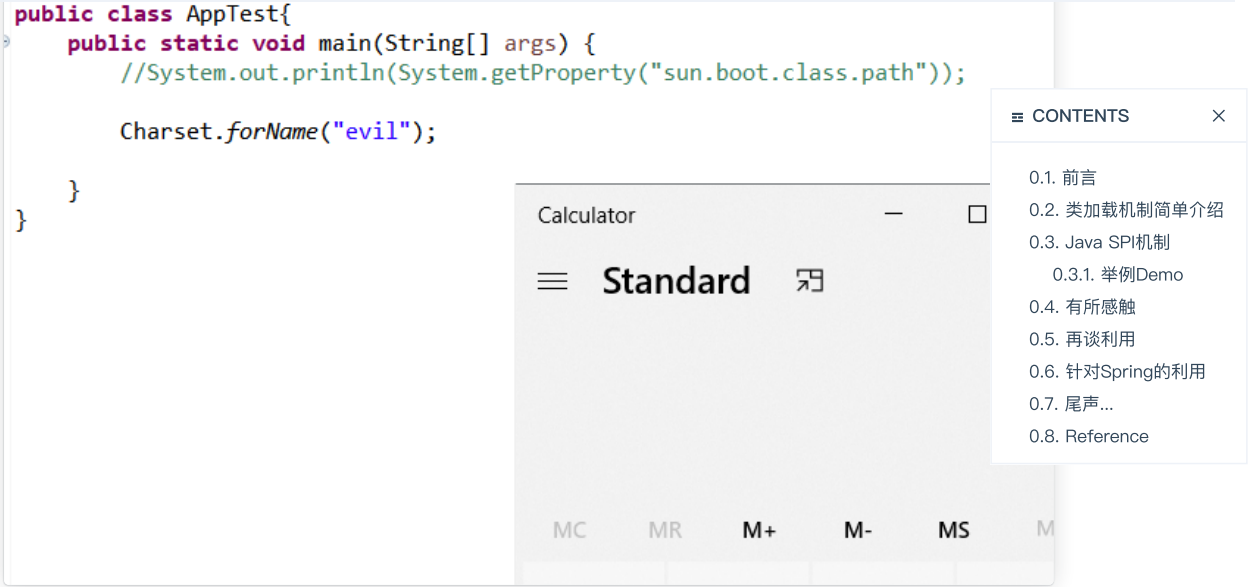 public class AppTest{
public static void main(String[] args) {
//System.out.println(System.getProperty("sun.boot.class.path"));
Charset.forName("evil");
}
}
Calculator
Standard
MC MR M+ M- MS M
CONTENTS
0.1. 前言
0.2. 类加载机制简单介绍
0.3. Java SPI机制
0.3.1. 举例Demo
0.4. 有所感触
0.5. 再谈利用
0.6. 针对Spring的利用
0.7. 尾声...
0.8. Reference